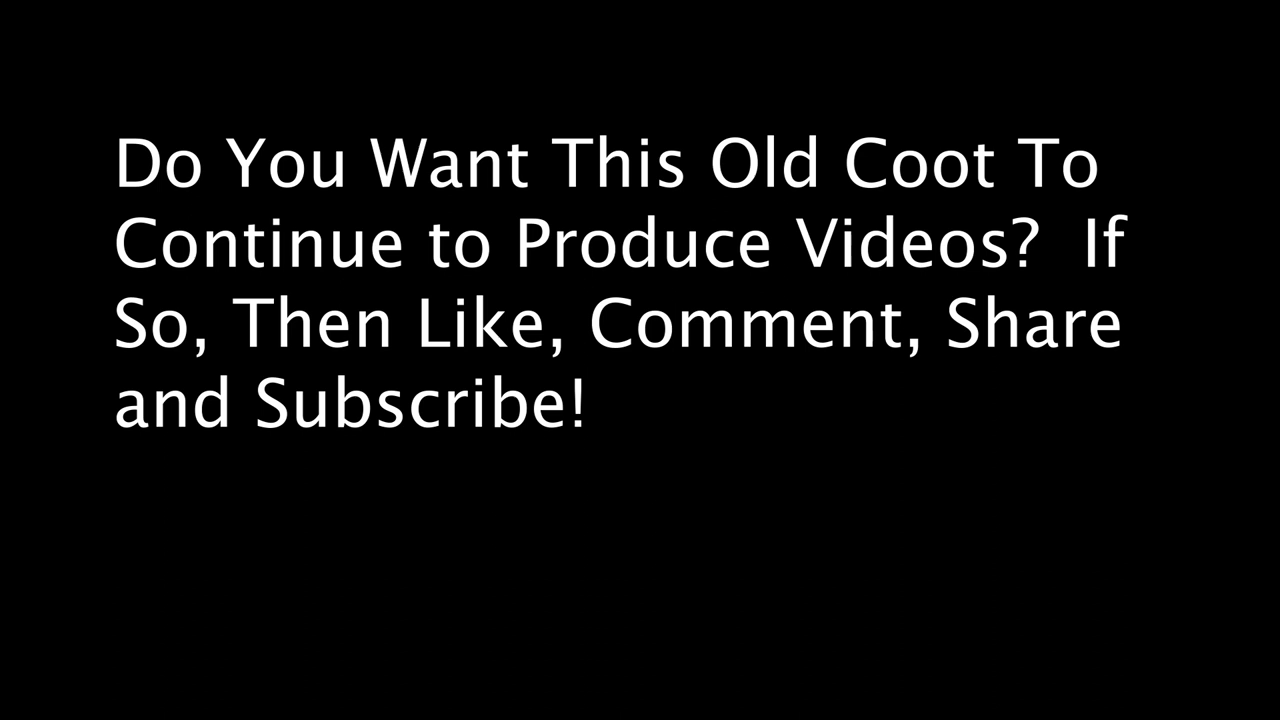 Do You Want This Old Coot To
Continue to Produce Videos?  If
So, Then Like, Comment, Share
and Subscribe!